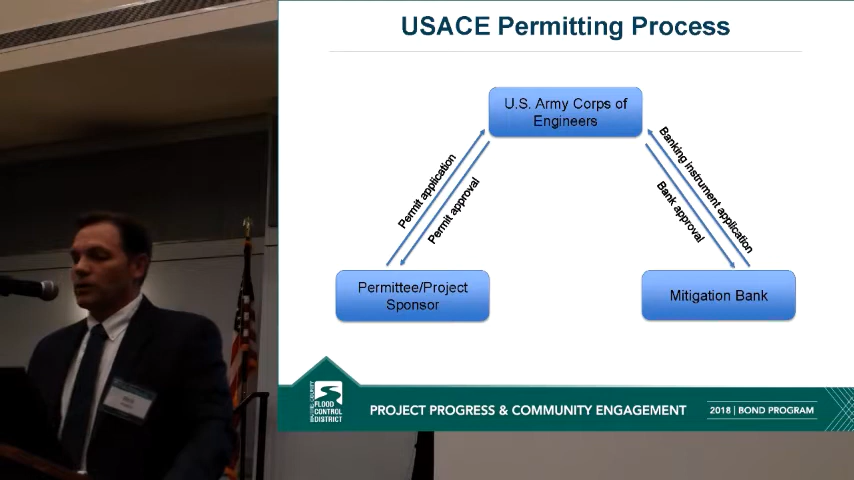 USACE Permitting Process
U.S. Army Corps of
Engineers
Permit application
Permit approval
Banking instrument application
Bank approval
Permittee/Project
Sponsor
Mitigation Bank
FLOOD
CONTROL
DISTRICT
PROJECT PROGRESS & COMMUNITY ENGAGEMENT
2018 | BOND PROGRAM